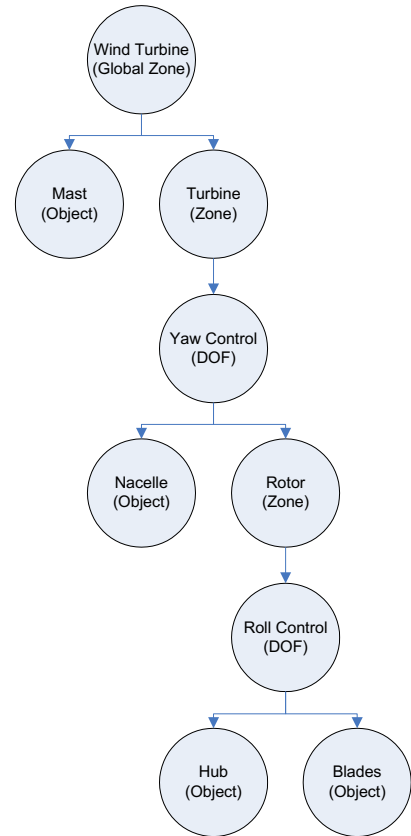 Wind Turbine
(Global Zone)
Mast
(Object)
Turbine
(Zone)
Yaw Control
(DOF)
Nacelle
(Object)
Rotor
(Zone)
Roll Control
(DOF)
Hub
(Object)
Blades
(Object)